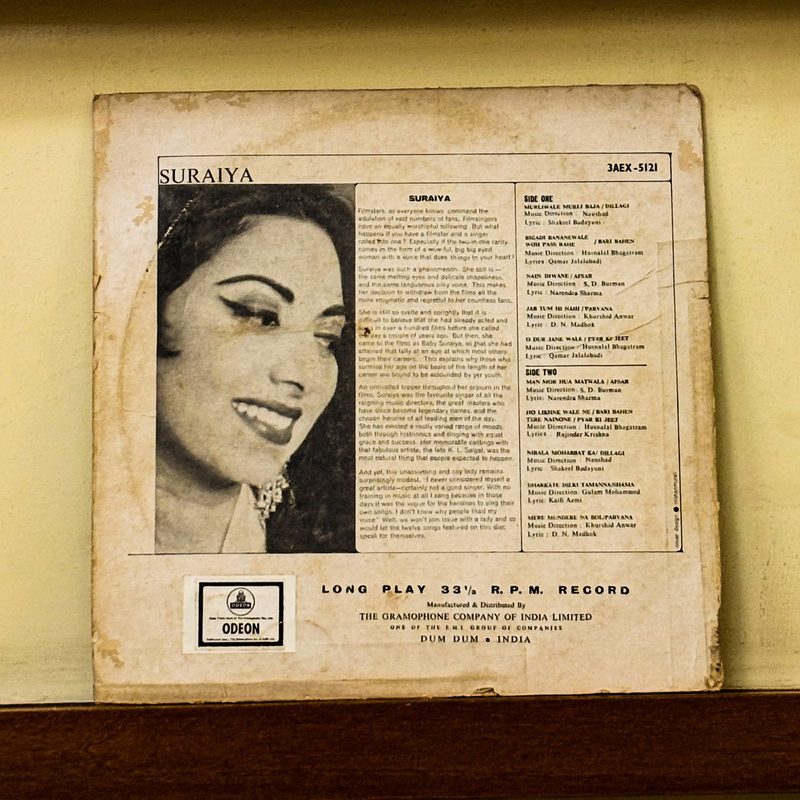 3AEX-5121
SURAIYA
SURAIYA
Filmstars, as everyone knows, command the
adulation of vast numbers of fans. Filmsingers
are equally worshipful following. But what
happens if you have a filmstar and a singer
rolled into one? Especially if the two-in-one rarity
comes in the form of a wow-ful, big big eyed
woman with a voice that does things to your heart?
Suraiya was such a phenomenon. She still is—
the same melting eyes and delicate shapeliness,
and the same languorous silky voice. This makes
her decision to withdraw from the films all the
more enigmatic and regretful to her countless fans.
She is still so svelte and sprightly that it is
difficult to believe that she had already acted and
in over a hundred films before she called
day a couple of years ago. But then, she
came to the films as Baby Suraiya, so that she had
attained that tally at an age at which most others
begin their careers. This explains why those who
surmise her age on the basis of the length of her
career are bound to be astounded by her youth.
An unrivalled topper throughout her sojourn in the
films, Suraiya was the favourite singer of all the
reigning music directors, the great masters who
have since become legendary names, and the
chosen heroine of all leading men of the day.
She has essayed a vastly varied range of moods
both through histrionics and singing with equal
grace and success. Her memorable castings with
that fabulous artiste, the late K. L. Saigal, was the
most natural thing that people expected to happen.
And yet, this unassuming and coy lady remains
surprisingly modest. "I never considered myself a
great artiste—certainly not a good singer. With no
training in music at all I sang because in those
days it was the vogue for the heroines to sing their
own songs. I don't know why people liked my
voice" Well, we won't join issue with a lady and so
would let the twelve songs featured on this disc
speak for themselves.
SIDE ONE
MURLIWALE MURLI BAJA / DILLAGI
Music Direction : Naushad
Lyric : Shakeel Badayuni
BIGADI BANANEWALE
WOH PASS RAHE / BARI BAHEN
Music Direction : Husnalal Bhagatram
Lyrics Qamar Jalalabadi
NAIN DIWANE / AFSAR
Music Direction : S, D. Burman
Lyric : Narendra Sharma
JAB TUM HI NAHI / PARVANA
Music Direction : Khurshid Anwar
Lyric : D. N. Madhok
O DUR JANE WALE / PYAR KI JEET
Music Direction : Husnalal Bhagatram
Lyric : Qamar Jalalabadi
SIDE TWO
MAN MOR HUA MATWALA / AFSAR
Music Direction: S. D. Burman
Lyric: Narendra Sharma
HO LIKHNE WALE NE / BARI BAHEN
TERE NAINONE / PYAR KI JEET
Music Direction : Husnalal Bhagatram
Lyrics : Rajinder Krishna
NIRALA MOHABBAT KA/ DILLAGI
Music Direction : Naushad
Lyric: Shakeel Badayuni
DHARKATE DILKI TAMANNA/SHAMA
Music Direction: Gulam Mohammed
Lyric: Kaifi Azmi
MERE MUNDERE NA BOL/PARVANA
Music Direction : Khurshid Anwar
Lyric : D. N. Madhok
cover design
ODEON
ODEON
LONG PLAY 33⅓ R.P.M. RECORD
Manufactured & Distributed By
THE GRAMOPHONE COMPANY OF INDIA LIMITED
ONE OF THE E.M.I. GROUP OF COMPANIES
DUM DUM • INDIA